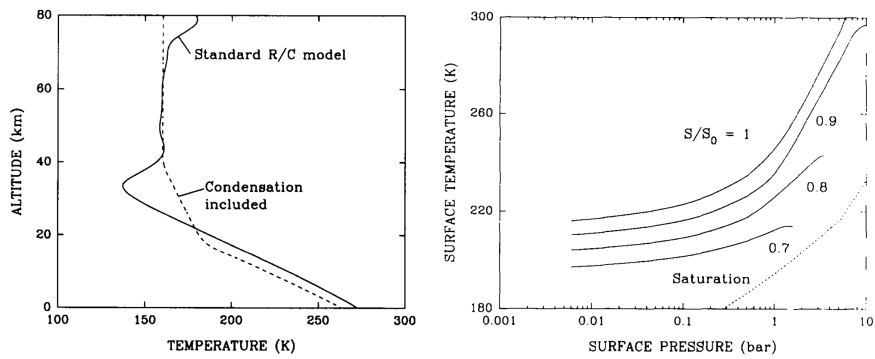 80
60
40
20
0
100
150
200
250
300
ALTITUDE (km)
TEMPERATURE (K)
Standard R/C model
Condensation
included
300
260
220
180
0.001
0.01
0.1
1
10
SURFACE TEMPERATURE (K)
SURFACE PRESSURE (bar)
S/S0 = 1
0.9
0.8
0.7
Saturation